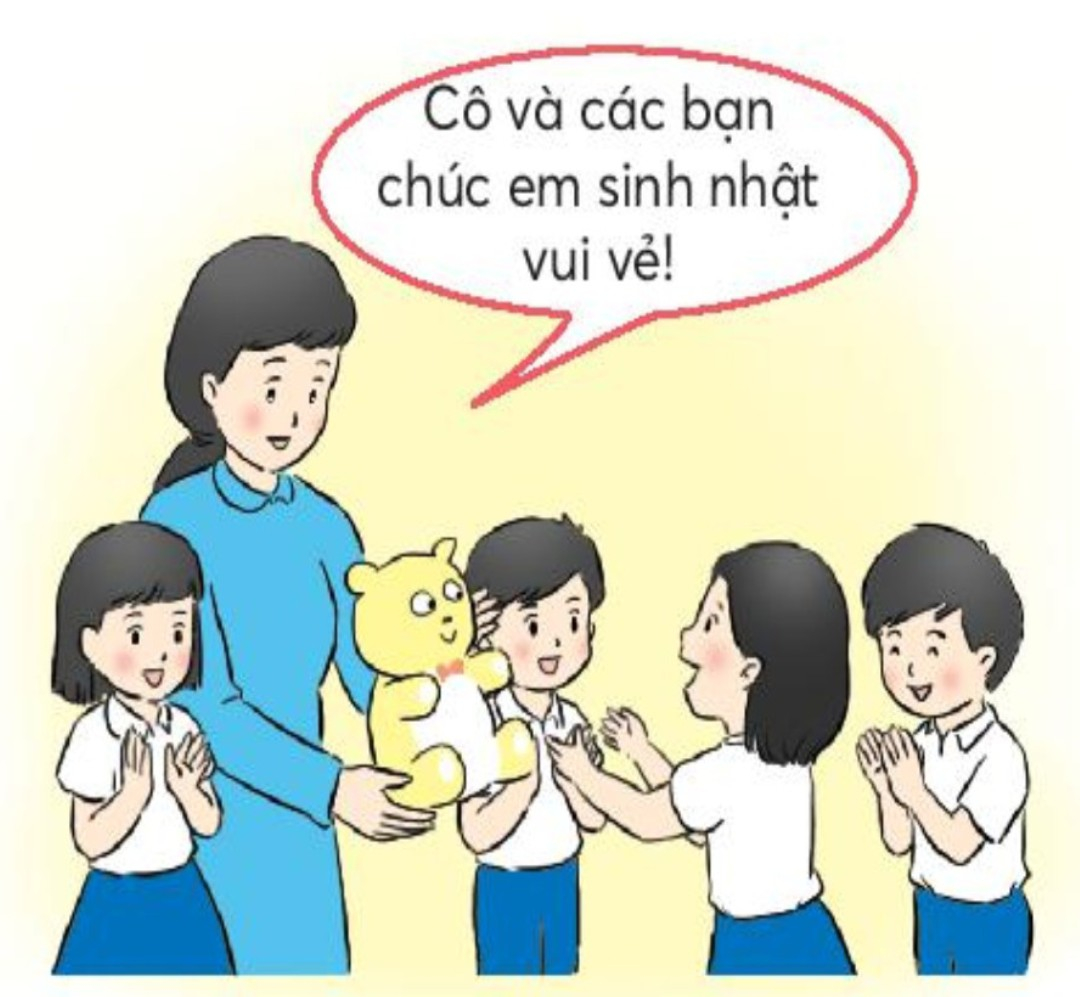 Cô và các bạn
chúc em sinh nhật
vui vẻ!